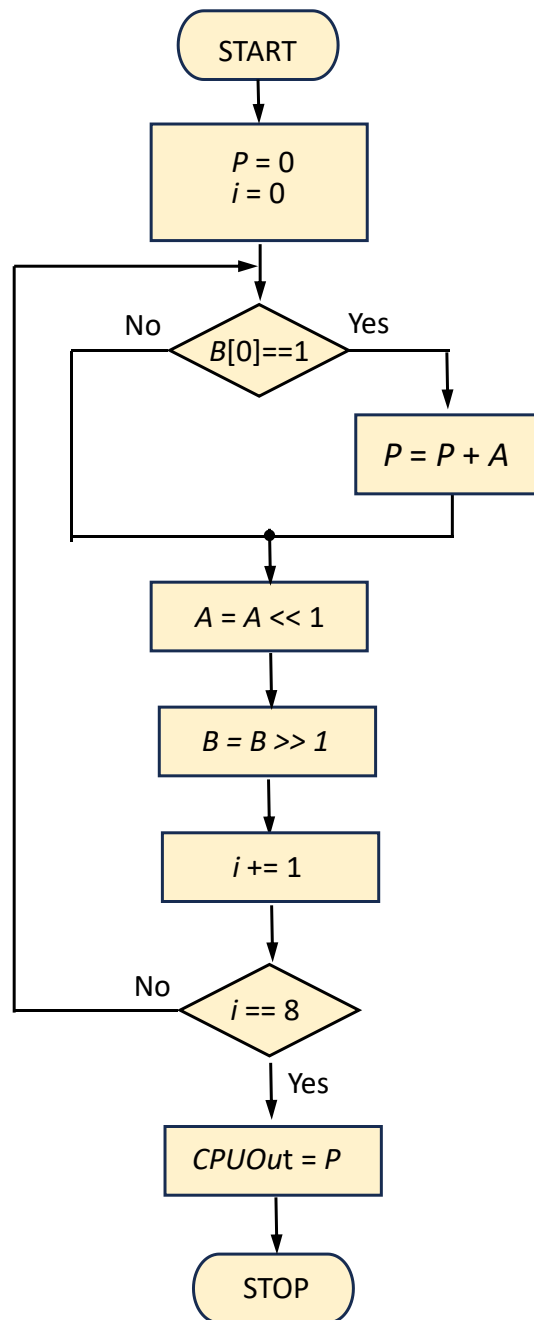 START
P = 0
i = 0
No
Yes
B[0]==1
P = P + A
A = A << 1
B = B >> 1
i += 1
No
i == 8
Yes
CPUOut = P
STOP